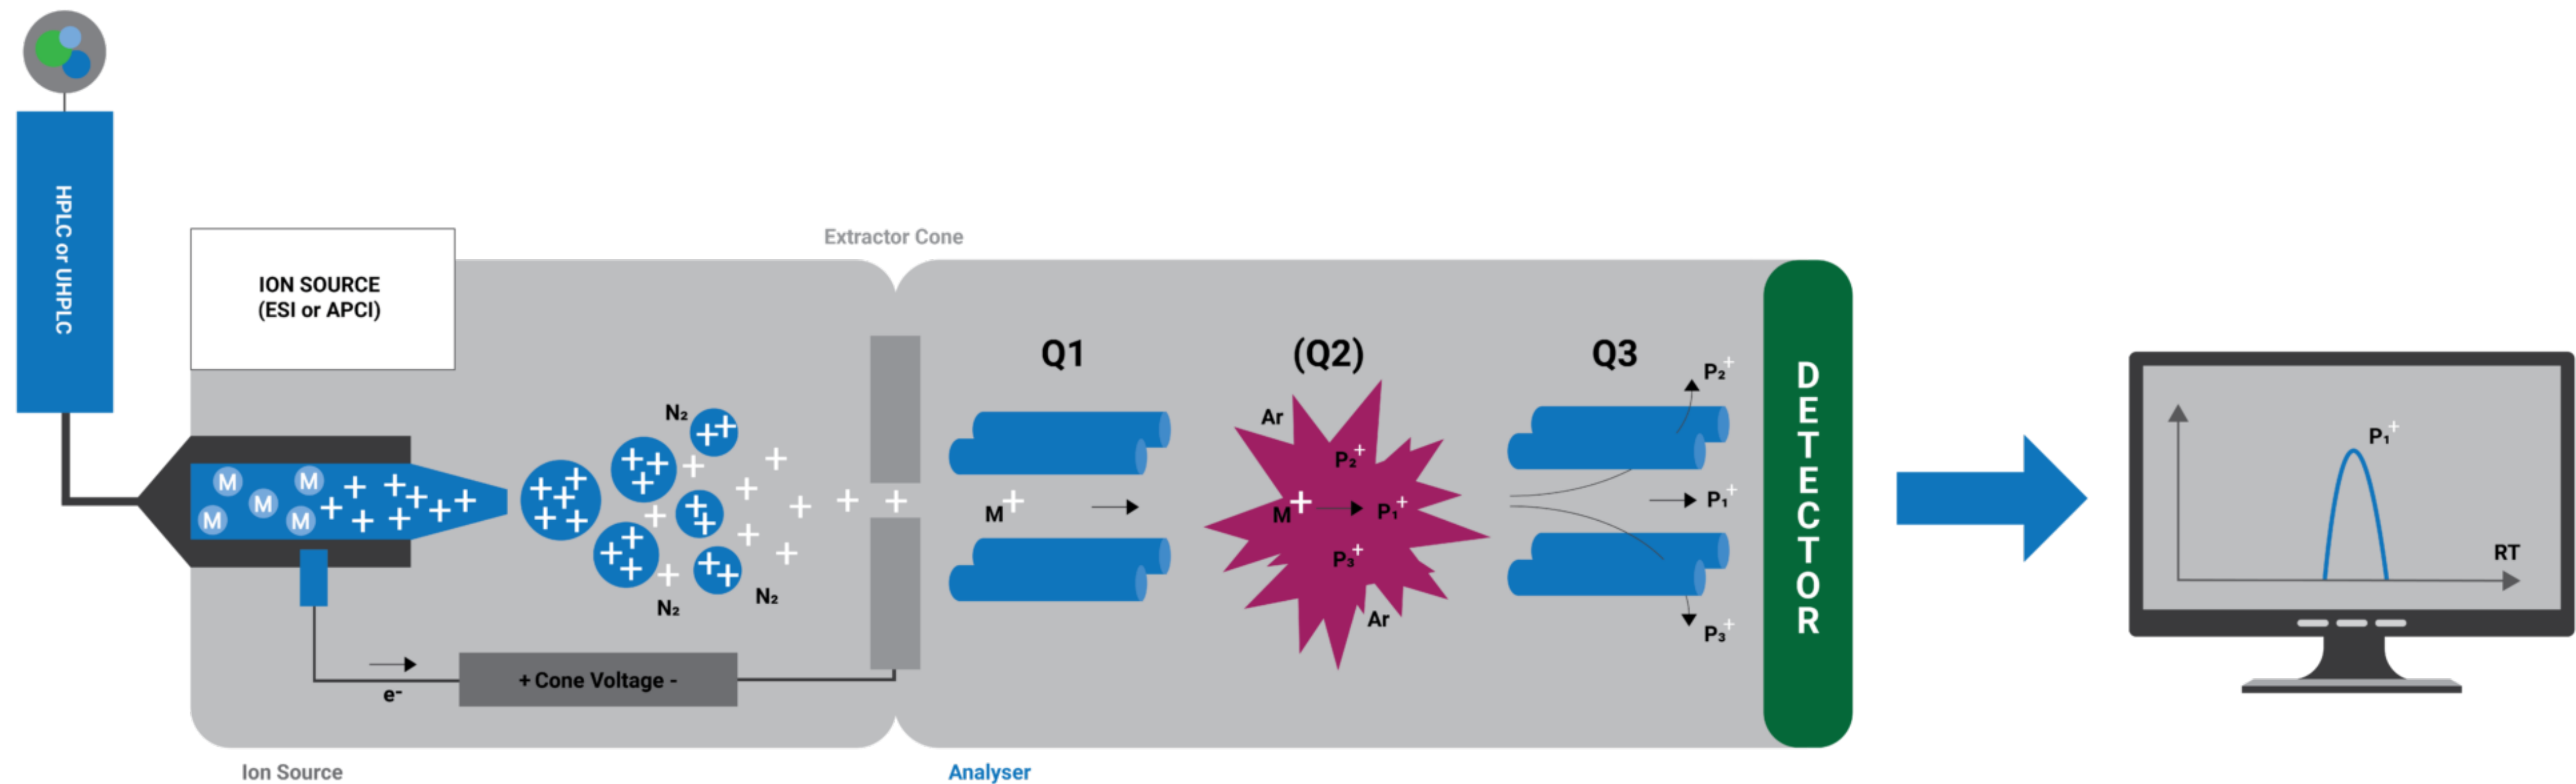 HPLC or UHPLC
ION SOURCE
(ESI or APCI)
Extractor Cone
M
M
M
M
M
+ + + + + + + +
N₂
N₂
N₂
e-
+ Cone Voltage -
Ion Source
Q1
M+
(Q2)
Ar
P₂+
M+
P₁+
P₃+
Ar
Q3
P₂+
P₁+
P₃+
Analyser
DETECTOR
P₁+
RT